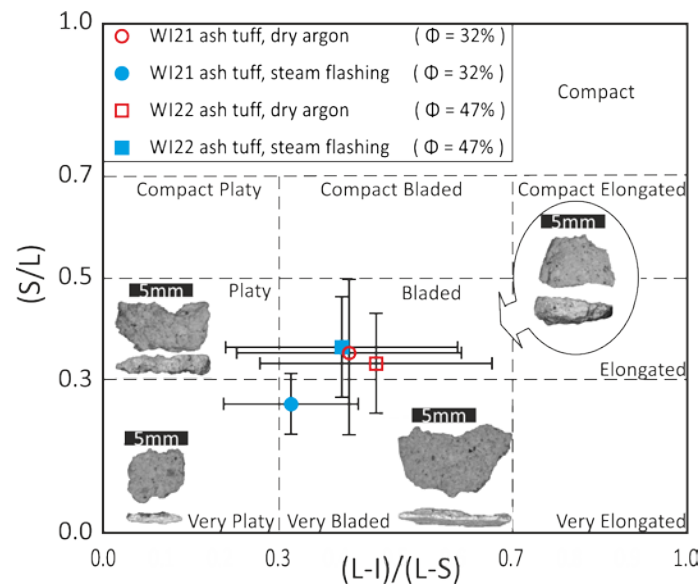 1.0
WI21 ash tuff, dry argon ( Φ = 32% )
WI21 ash tuff, steam flashing ( Φ = 32% )
WI22 ash tuff, dry argon ( Φ = 47% )
WI22 ash tuff, steam flashing ( Φ = 47% )
Compact
0.7
Compact Platy
Compact Bladed
Compact Elongated
5mm
(S/L)
0.5
Platy
Bladed
5mm
0.3
Elongated
5mm
5mm
Very Platy
Very Bladed
Very Elongated
0.0
0.0
0.3
0.7
1.0
(L-I)/(L-S)